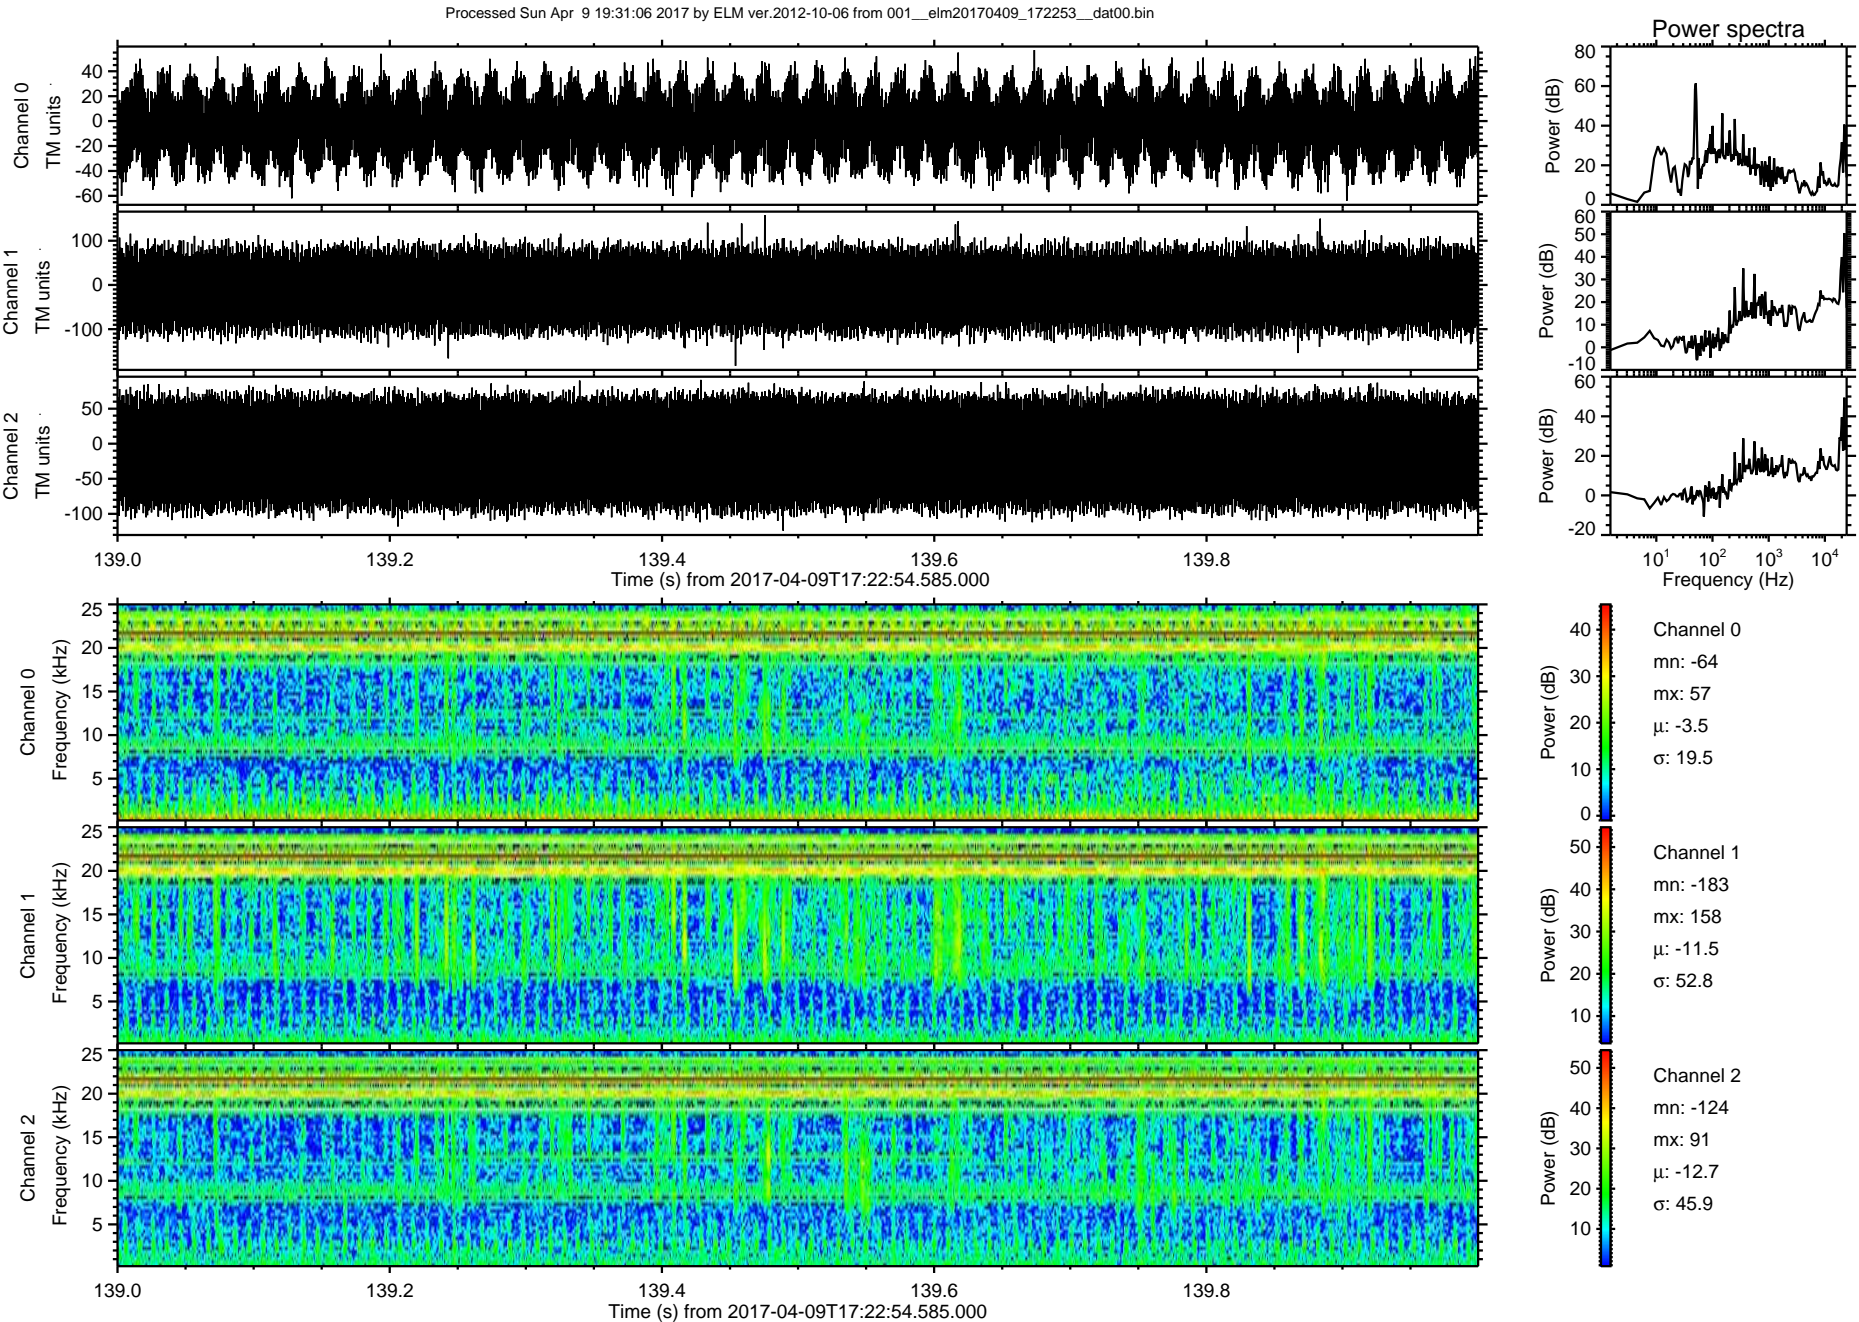 Processed Sun Apr  9 19:31:06 2017 by ELM ver.2012-10-06 from 001__elm20170409_172253__dat00.bin
Power spectra
Channel 0
TM units
40
20
0
-20
-40
-60
Power (dB)
80
60
40
20
0
Channel 1
TM units
100
0
-100
Power (dB)
60
50
40
30
20
10
0
-10
Channel 2
TM units
50
0
-50
-100
Power (dB)
60
40
20
0
-20
139.0 139.2 139.4 139.6 139.8
Time (s) from 2017-04-09T17:22:54.585.000
10^1 10^2 10^3 10^4
Frequency (Hz)
Channel 0
Frequency (kHz)
25
20
15
10
5
Power (dB)
40
30
20
10
0
Channel 0
mn: -64
mx: 57
µ: -3.5
σ: 19.5
Channel 1
Frequency (kHz)
25
20
15
10
5
Power (dB)
50
40
30
20
10
Channel 1
mn: -183
mx: 158
µ: -11.5
σ: 52.8
Channel 2
Frequency (kHz)
25
20
15
10
5
Power (dB)
50
40
30
20
10
Channel 2
mn: -124
mx: 91
µ: -12.7
σ: 45.9
139.0 139.2 139.4 139.6 139.8
Time (s) from 2017-04-09T17:22:54.585.000